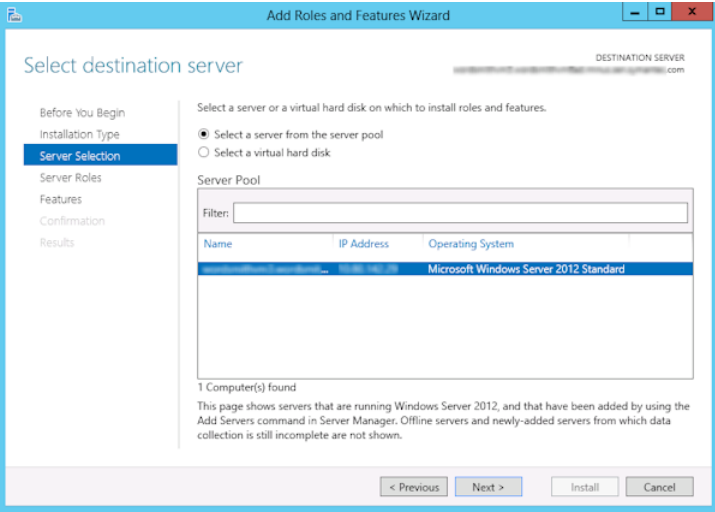 Add Roles and Features Wizard
Select destination server
DESTINATION SERVER
.com
Before You Begin
Installation Type
Server Selection
Server Roles
Features
Confirmation
Results
Select a server or a virtual hard disk on which to install roles and features.
Select a server from the server pool
Select a virtual hard disk
Server Pool
Filter:
Name IP Address Operating System
Microsoft Windows Server 2012 Standard
1 Computer(s) found
This page shows servers that are running Windows Server 2012, and that have been added by using the
Add Servers command in Server Manager. Offline servers and newly-added servers from which data
collection is still incomplete are not shown.
< Previous Next > Install Cancel